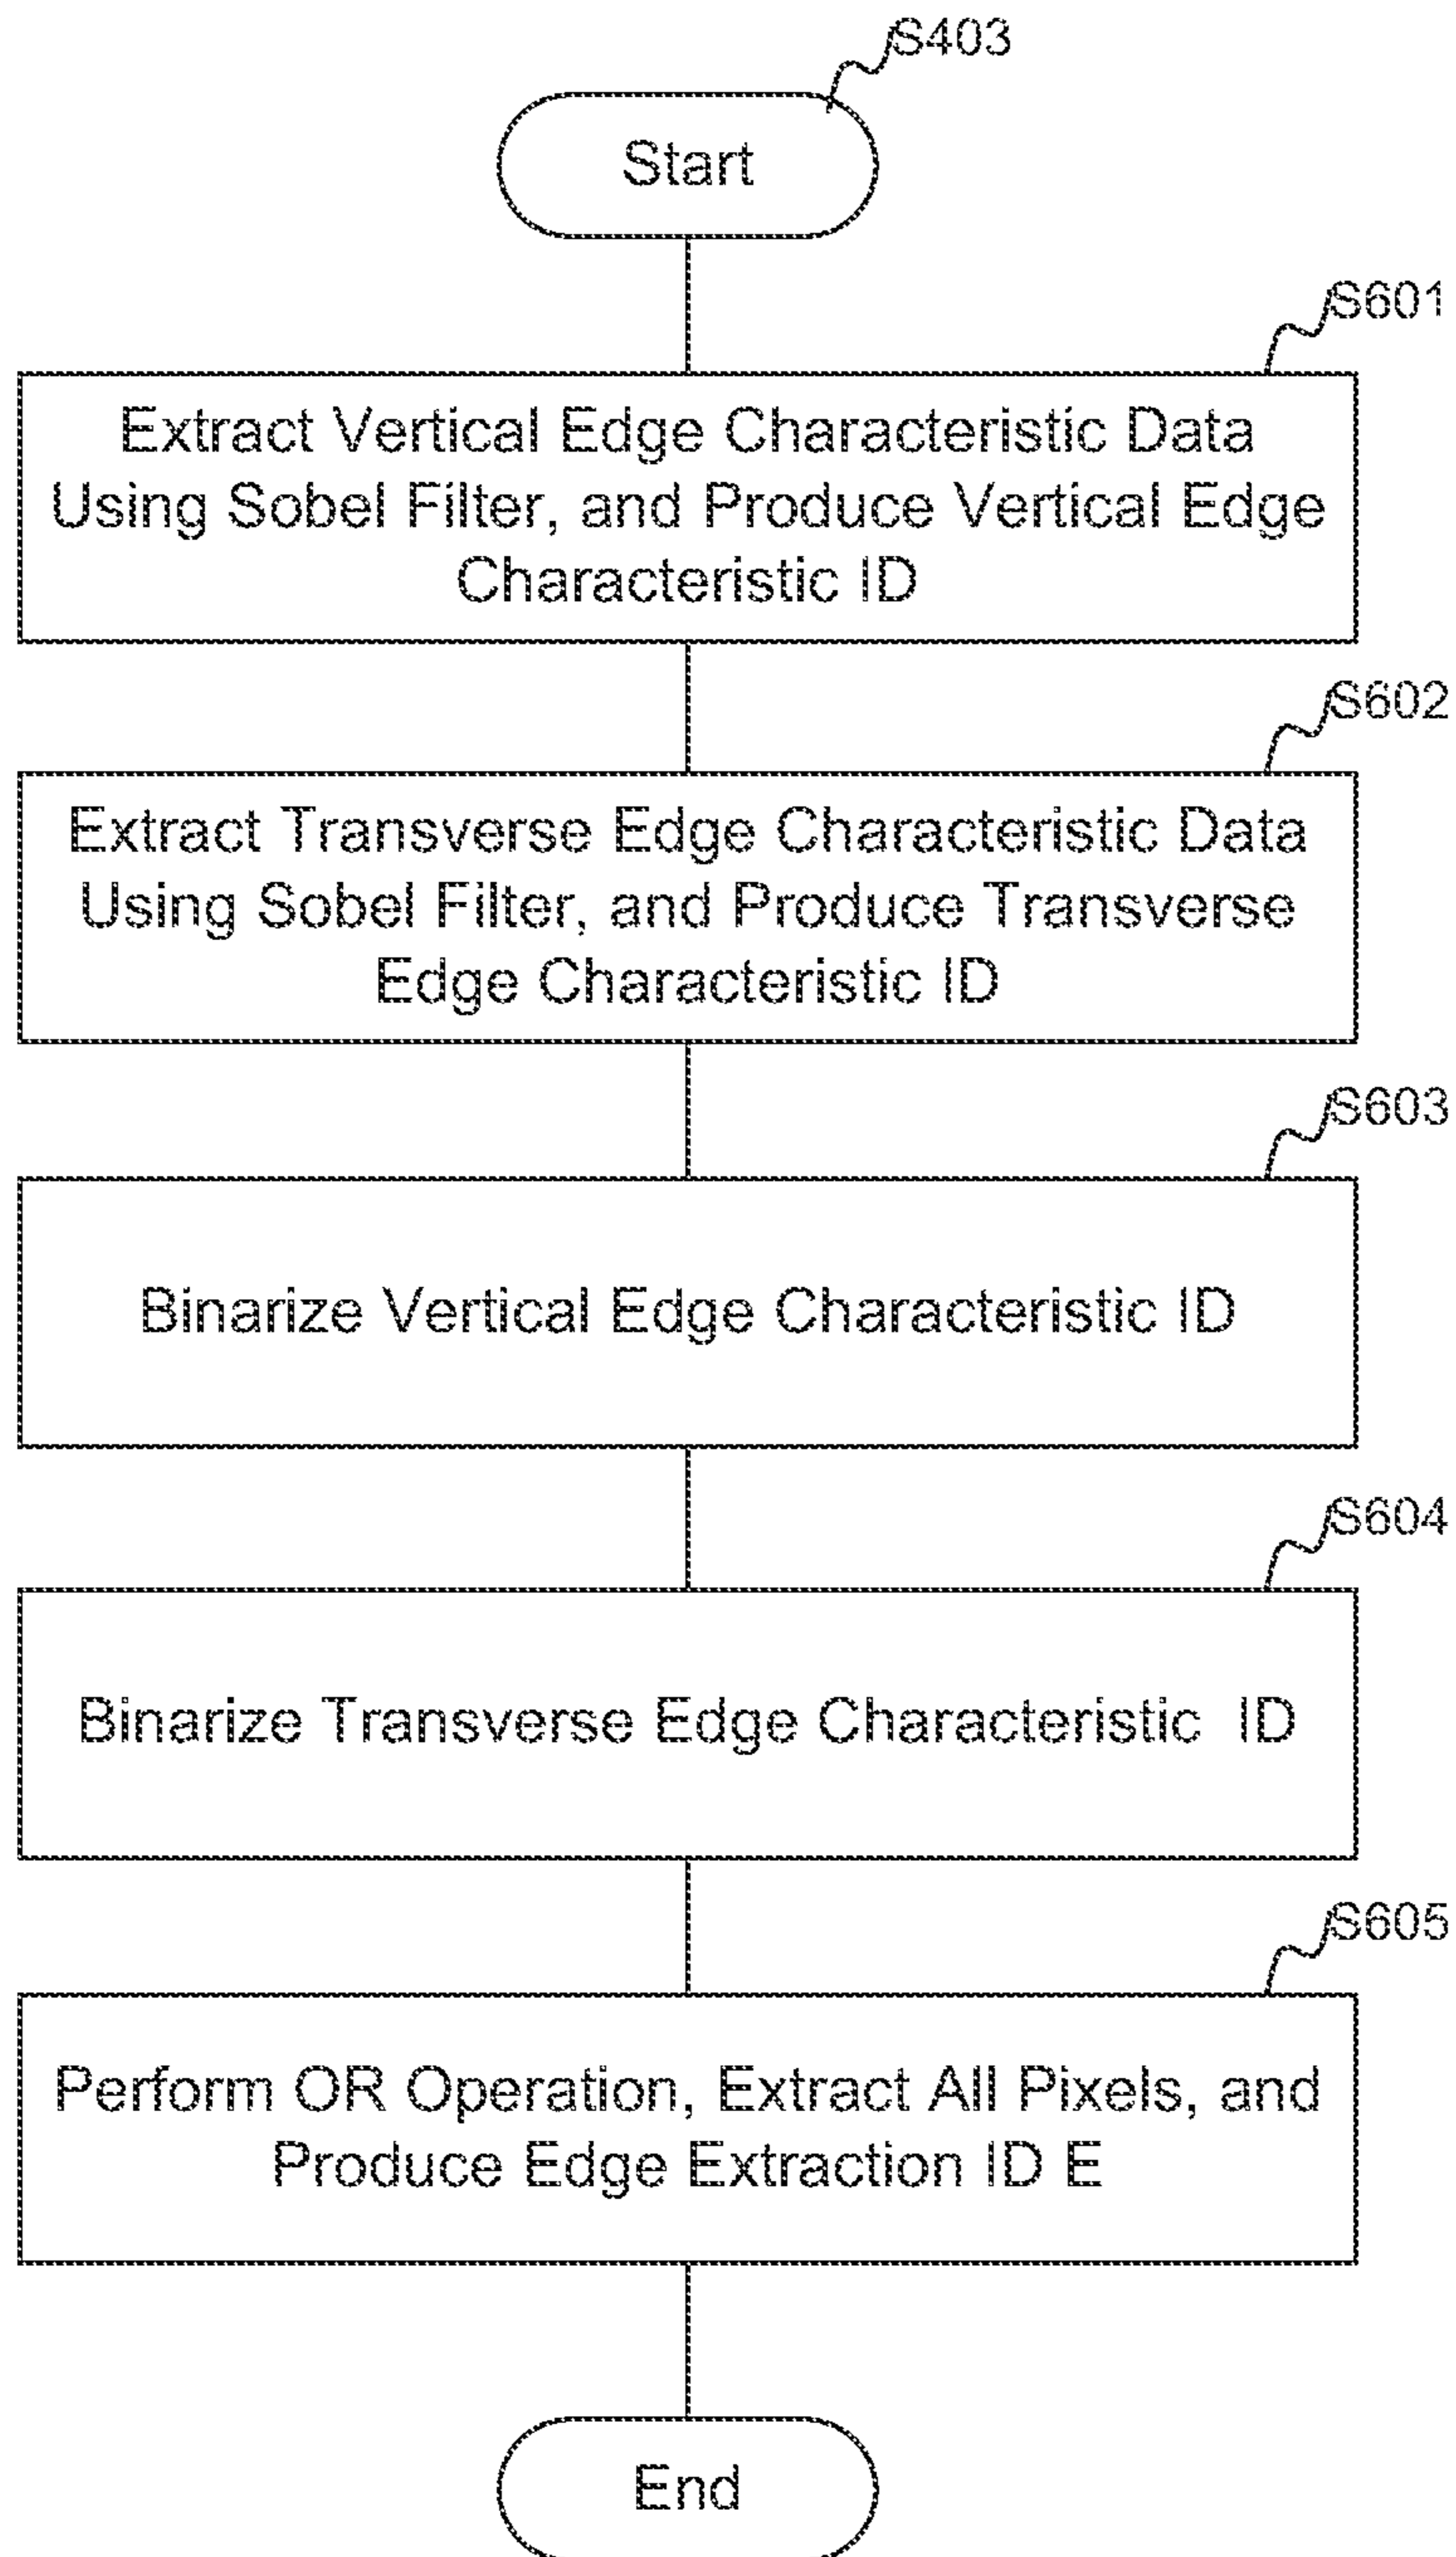 S403
Start
S601
Extract Vertical Edge Characteristic Data
Using Sobel Filter, and Produce Vertical Edge
Characteristic ID
S602
Extract Transverse Edge Characteristic Data
Using Sobel Filter, and Produce Transverse
Edge Characteristic ID
S603
Binarize Vertical Edge Characteristic ID
S604
Binarize Transverse Edge Characteristic ID
S605
Perform OR Operation, Extract All Pixels, and
Produce Edge Extraction ID E
End